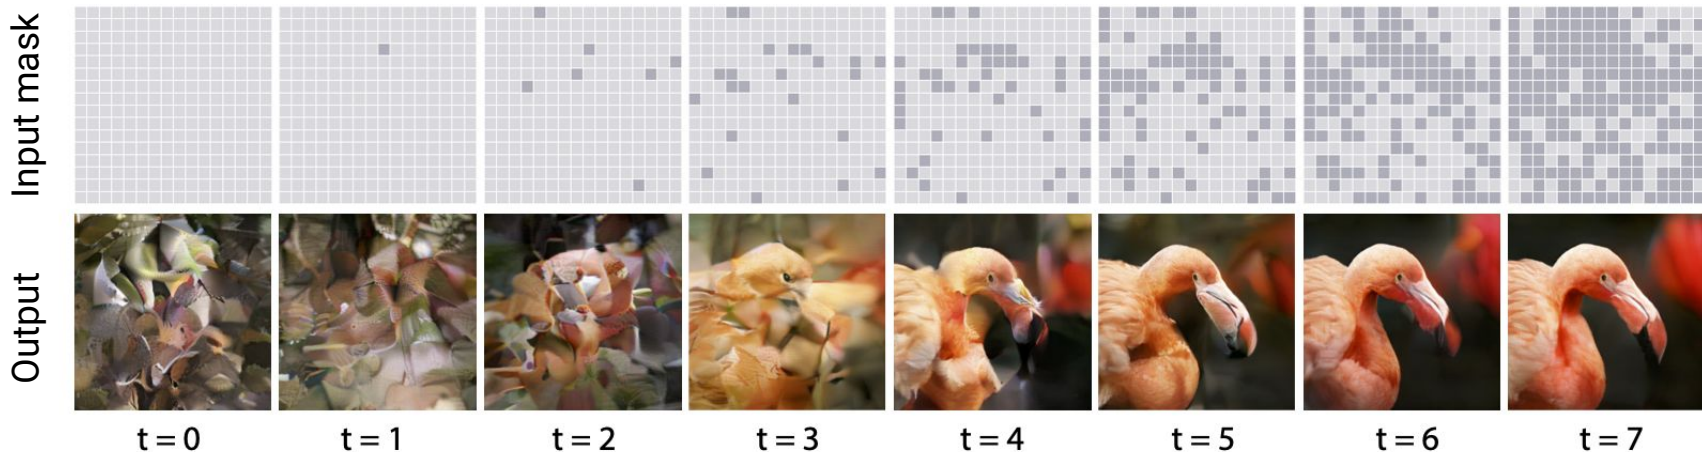 Input mask
Output
t = 0
t = 1
t = 2
t = 3
t = 4
t = 5
t = 6
t = 7